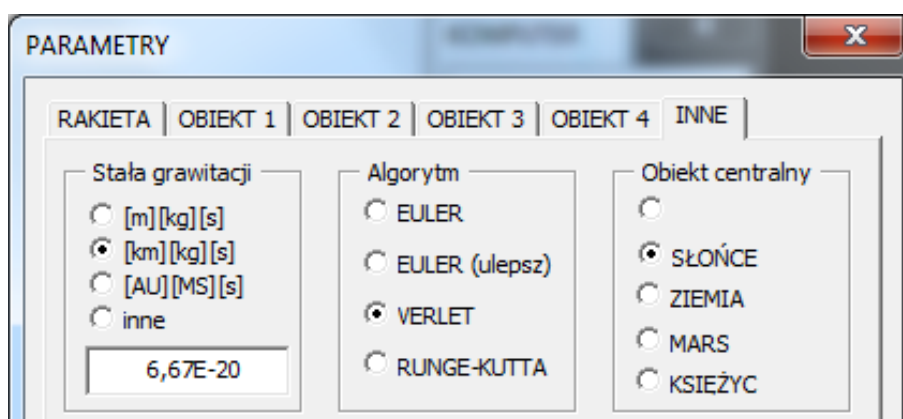 PARAMETRY
RAKIETA OBIEKT 1 OBIEKT 2 OBIEKT 3 OBIEKT 4 INNE
Stała grawitacji
[m][kg][s]
[km][kg][s]
[AU][MS][s]
inne
6,67E-20
Algorytm
EULER
EULER (ulepsz)
VERLET
RUNGE-KUTTA
Obiekt centralny
SŁOŃCE
ZIEMIA
MARS
KSIĘŻYC